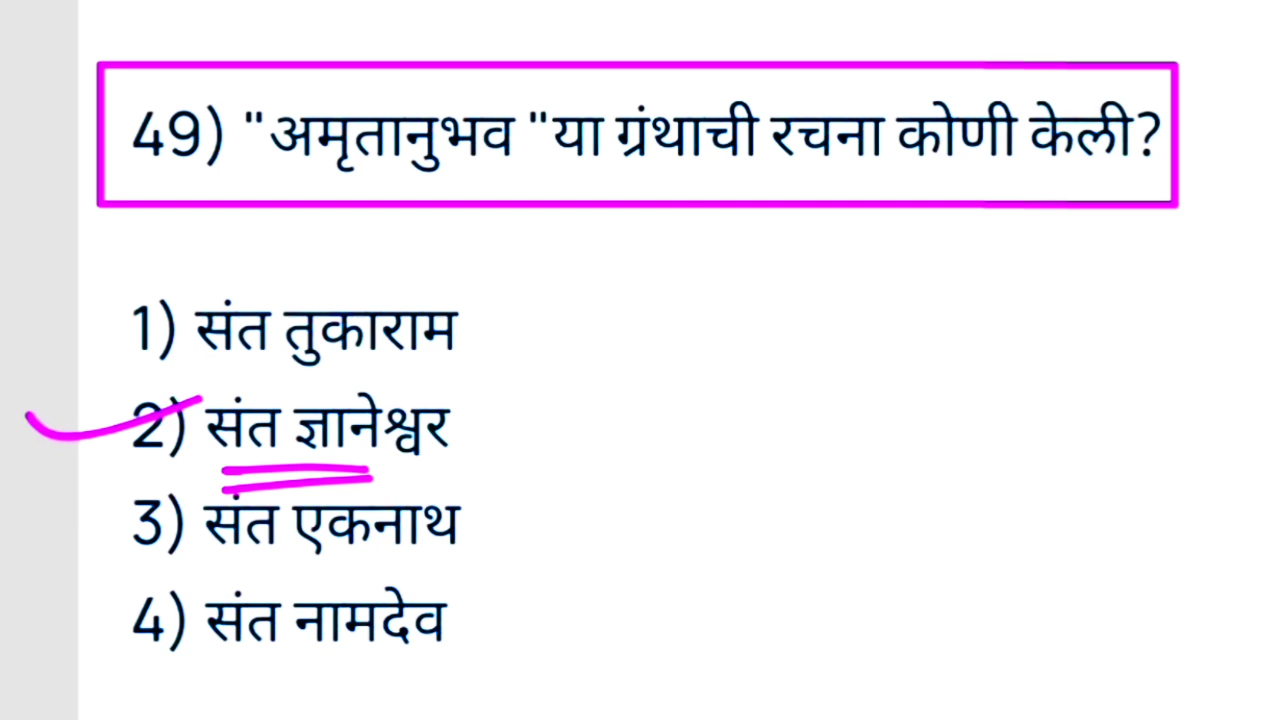 49) "अमृतानुभव "या ग्रंथाची रचना कोणी केली?
1) संत तुकाराम
2) संत ज्ञानेश्वर
3) संत एकनाथ
4) संत नामदेव